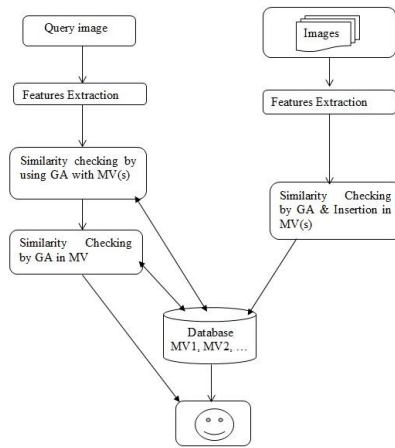 Query image
Features Extraction
Similarity checking by
using GA with MV(s)
Similarity Checking
by GA in MV
Images
Features Extraction
Similarity Checking
by GA & Insertion in
MV(s)
Database
MV1, MV2, ...